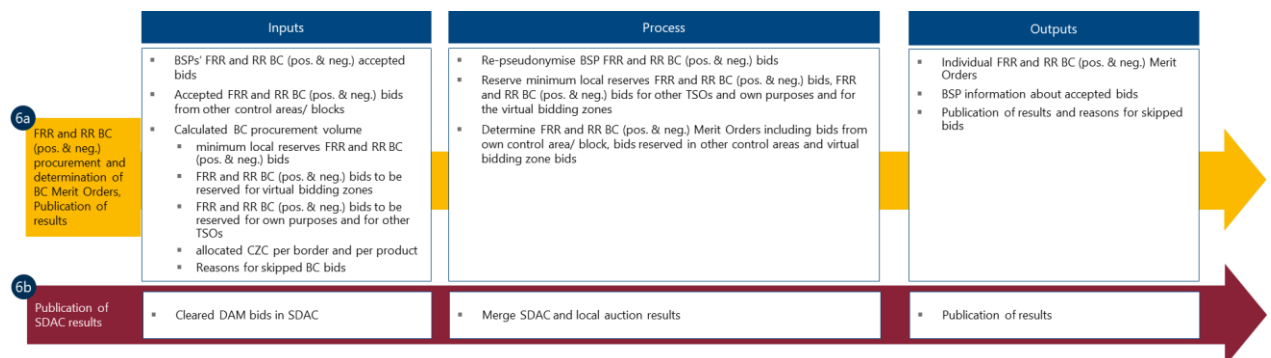 Inputs
Process
Outputs
6a
FRR and RR BC
(pos. & neg.)
procurement and
determination of
BC Merit Orders,
Publication of
results
▪ BSPs' FRR and RR BC (pos. & neg.) accepted
bids
▪ Accepted FRR and RR BC (pos. & neg.) bids
from other control areas/ blocks
▪ Calculated BC procurement volume
▪ minimum local reserves FRR and RR BC
(pos. & neg.) bids
▪ FRR and RR BC (pos. & neg.) bids to be
reserved for virtual bidding zones
▪ FRR and RR BC (pos. & neg.) bids to be
reserved for own purposes and for other
TSOs
▪ allocated CZC per border and per product
▪ Reasons for skipped BC bids
▪ Re-pseudonymise BSP FRR and RR BC (pos. & neg.) bids
▪ Reserve minimum local reserves FRR and RR BC (pos. & neg.) bids, FRR
and RR BC (pos. & neg.) bids for other TSOs and own purposes and for
the virtual bidding zones
▪ Determine FRR and RR BC (pos. & neg.) Merit Orders including bids from
own control area/ block, bids reserved in other control areas and virtual
bidding zone bids
▪ Individual FRR and RR BC (pos. & neg.) Merit
Orders
▪ BSP information about accepted bids
▪ Publication of results and reasons for skipped
bids
6b
Publication of
SDAC results
▪ Cleared DAM bids in SDAC
▪ Merge SDAC and local auction results
▪ Publication of results